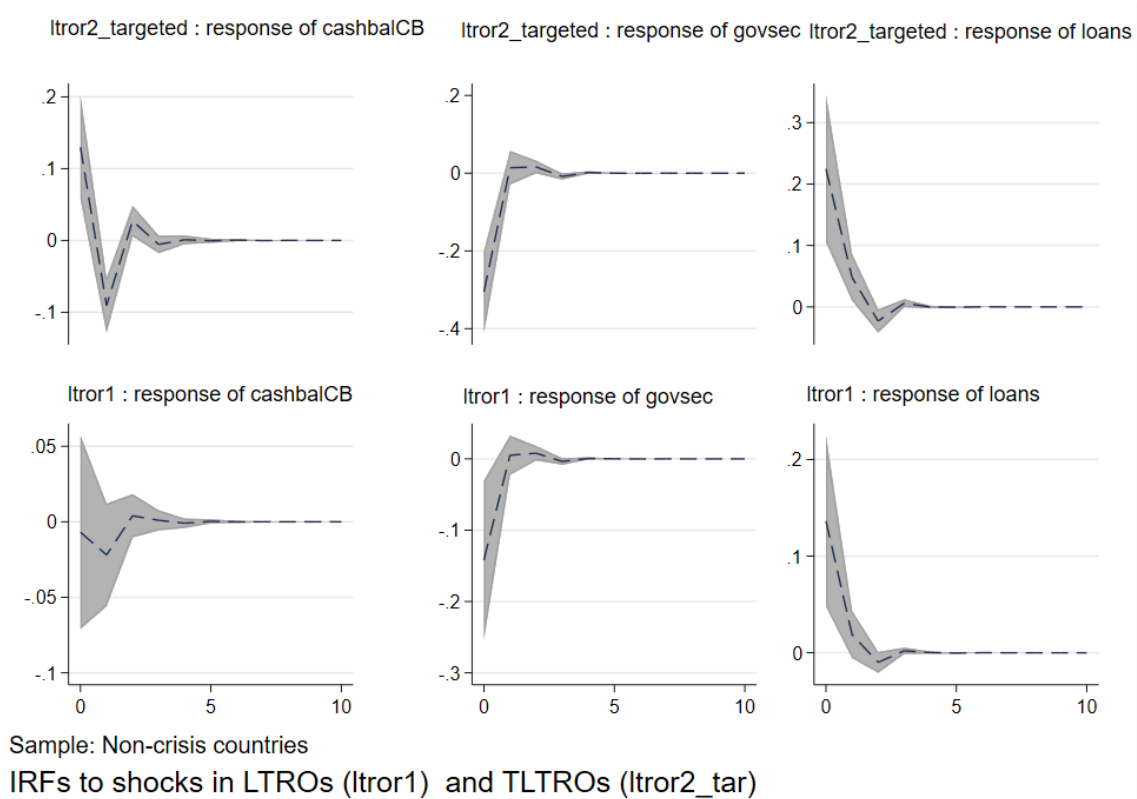 ltror2_targeted : response of cashbalCB
ltror2_targeted : response of govsec
ltror2_targeted : response of loans
.2
.1
0
-.1
.2
0
-.2
-.4
.3
.2
.1
0
ltror1 : response of cashbalCB
ltror1 : response of govsec
ltror1 : response of loans
.05
0
-.05
-.1
0
-.1
-.2
-.3
.2
.1
0
0 5 10
0 5 10
0 5 10
Sample: Non-crisis countries
IRFs to shocks in LTROs (ltror1) and TLTROs (ltror2_tar)